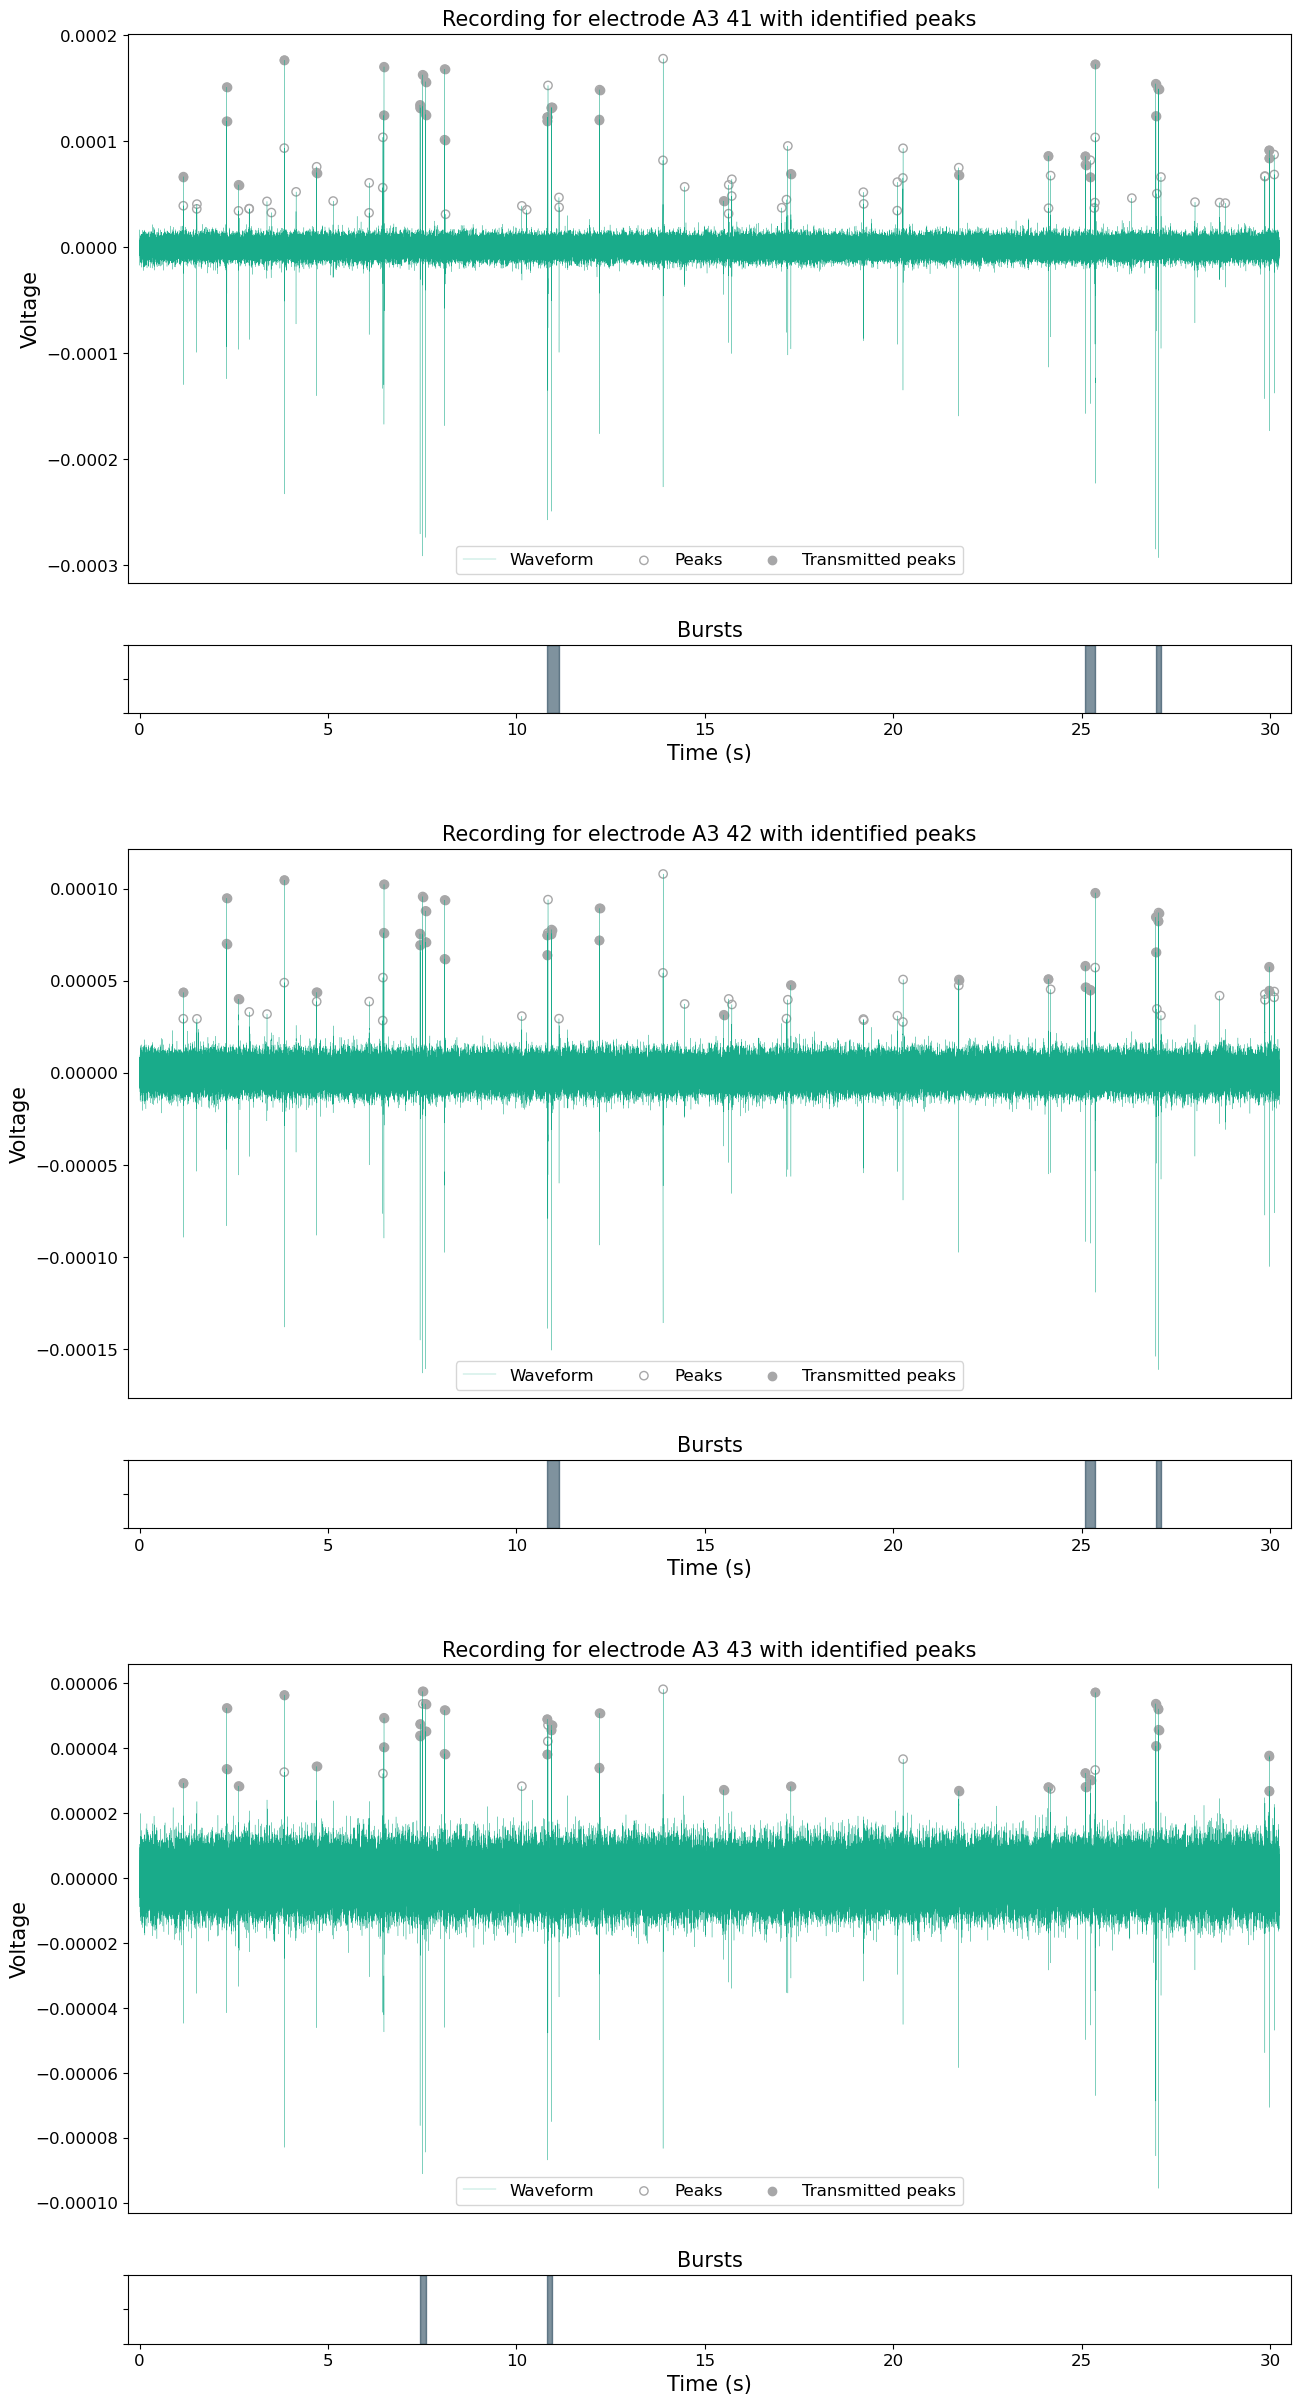 Recording for electrode A3 41 with identified peaks
0.0002
0.0001
0.0000
−0.0001
−0.0002
−0.0003
Voltage
Waveform Peaks Transmitted peaks
Bursts
0 5 10 15 20 25 30
Time (s)
Recording for electrode A3 42 with identified peaks
0.00010
0.00005
0.00000
−0.00005
−0.00010
−0.00015
Voltage
Waveform Peaks Transmitted peaks
Bursts
0 5 10 15 20 25 30
Time (s)
Recording for electrode A3 43 with identified peaks
0.00006
0.00004
0.00002
0.00000
−0.00002
−0.00004
−0.00006
−0.00008
−0.00010
Voltage
Waveform Peaks Transmitted peaks
Bursts
0 5 10 15 20 25 30
Time (s)